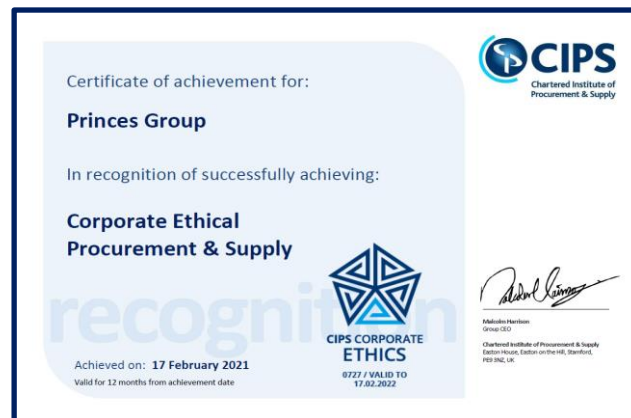 CIPS
Chartered Institute of
Procurement & Supply
Certificate of achievement for:
Princes Group
In recognition of successfully achieving:
Corporate Ethical
Procurement & Supply
recognition
CIPS CORPORATE
ETHICS
0727 / VALID TO
17.02.2022
Achieved on: 17 February 2021
Valid for 12 months from achievement date
Malcolm Harrison
Group CEO
Chartered Institute of Procurement & Supply
Easton House, Easton on the Hill, Stamford,
PE9 3NZ, UK